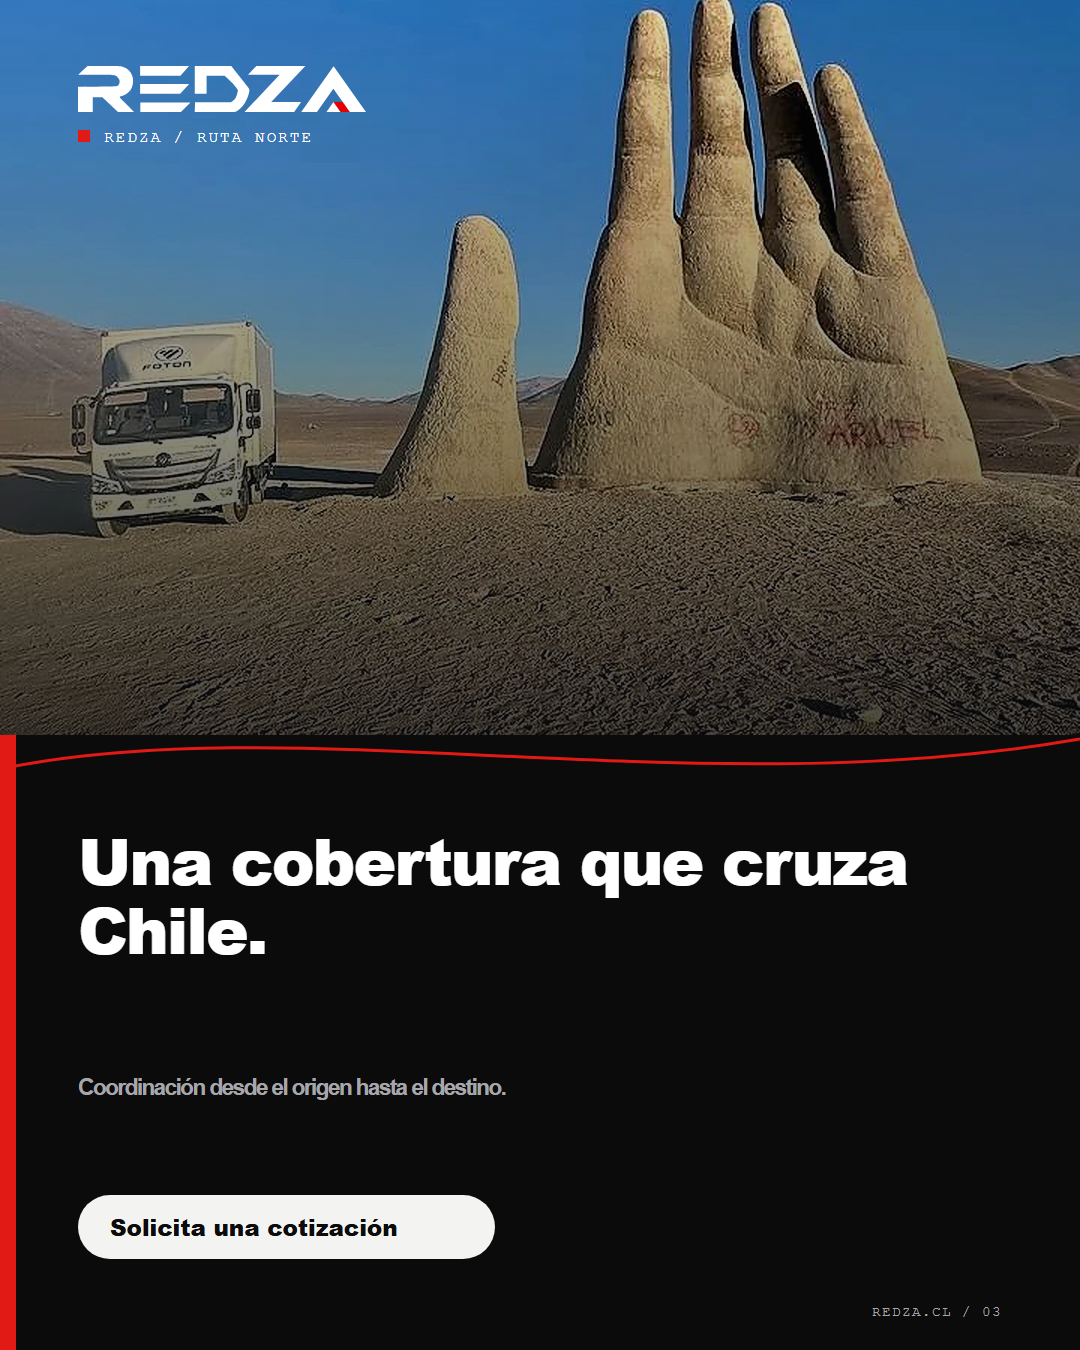 REDZA
REDZA / RUTA NORTE
FOTON
Una cobertura que cruza
Chile.
Coordinación desde el origen hasta el destino.
Solicita una cotización
REDZA.CL / 03